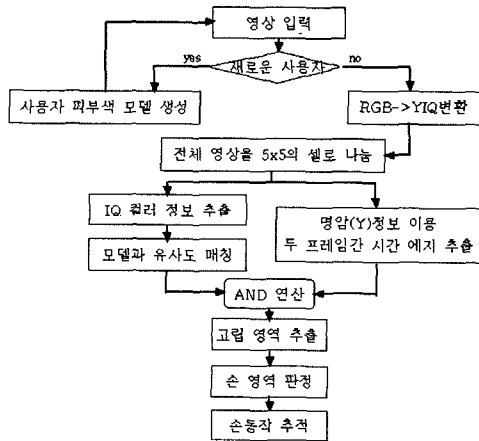 영상 입력
yes
새로운 사용자
no
사용자 피부색 모델 생성
RGB->YIQ변환
전체 영상을 5x5의 셀로 나눔
IQ 컬러 정보 추출
명암(Y)정보 이용
두 프레임간 시간 에지 추출
모델과 유사도 매칭
AND 연산
고립 영역 추출
손 영역 판정
손동작 추적